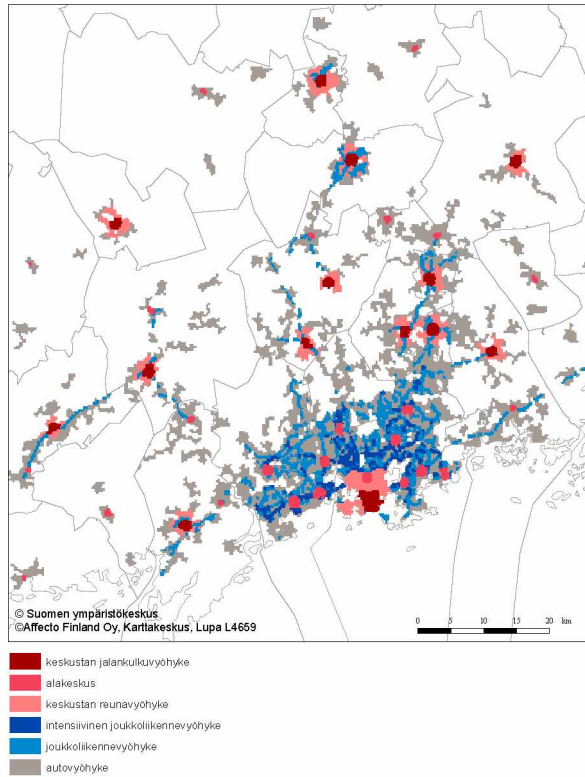 © Suomen ympäristökeskus
©Affecto Finland Oy, Karttakeskus, Lupa L4659
0 5 10 15 20 km
keskustan jalankulkuvyöhyke
alakeskus
keskustan reunavyöhyke
intensiivinen joukkoliikennevyöhyke
joukkoliikennevyöhyke
autovyöhyke